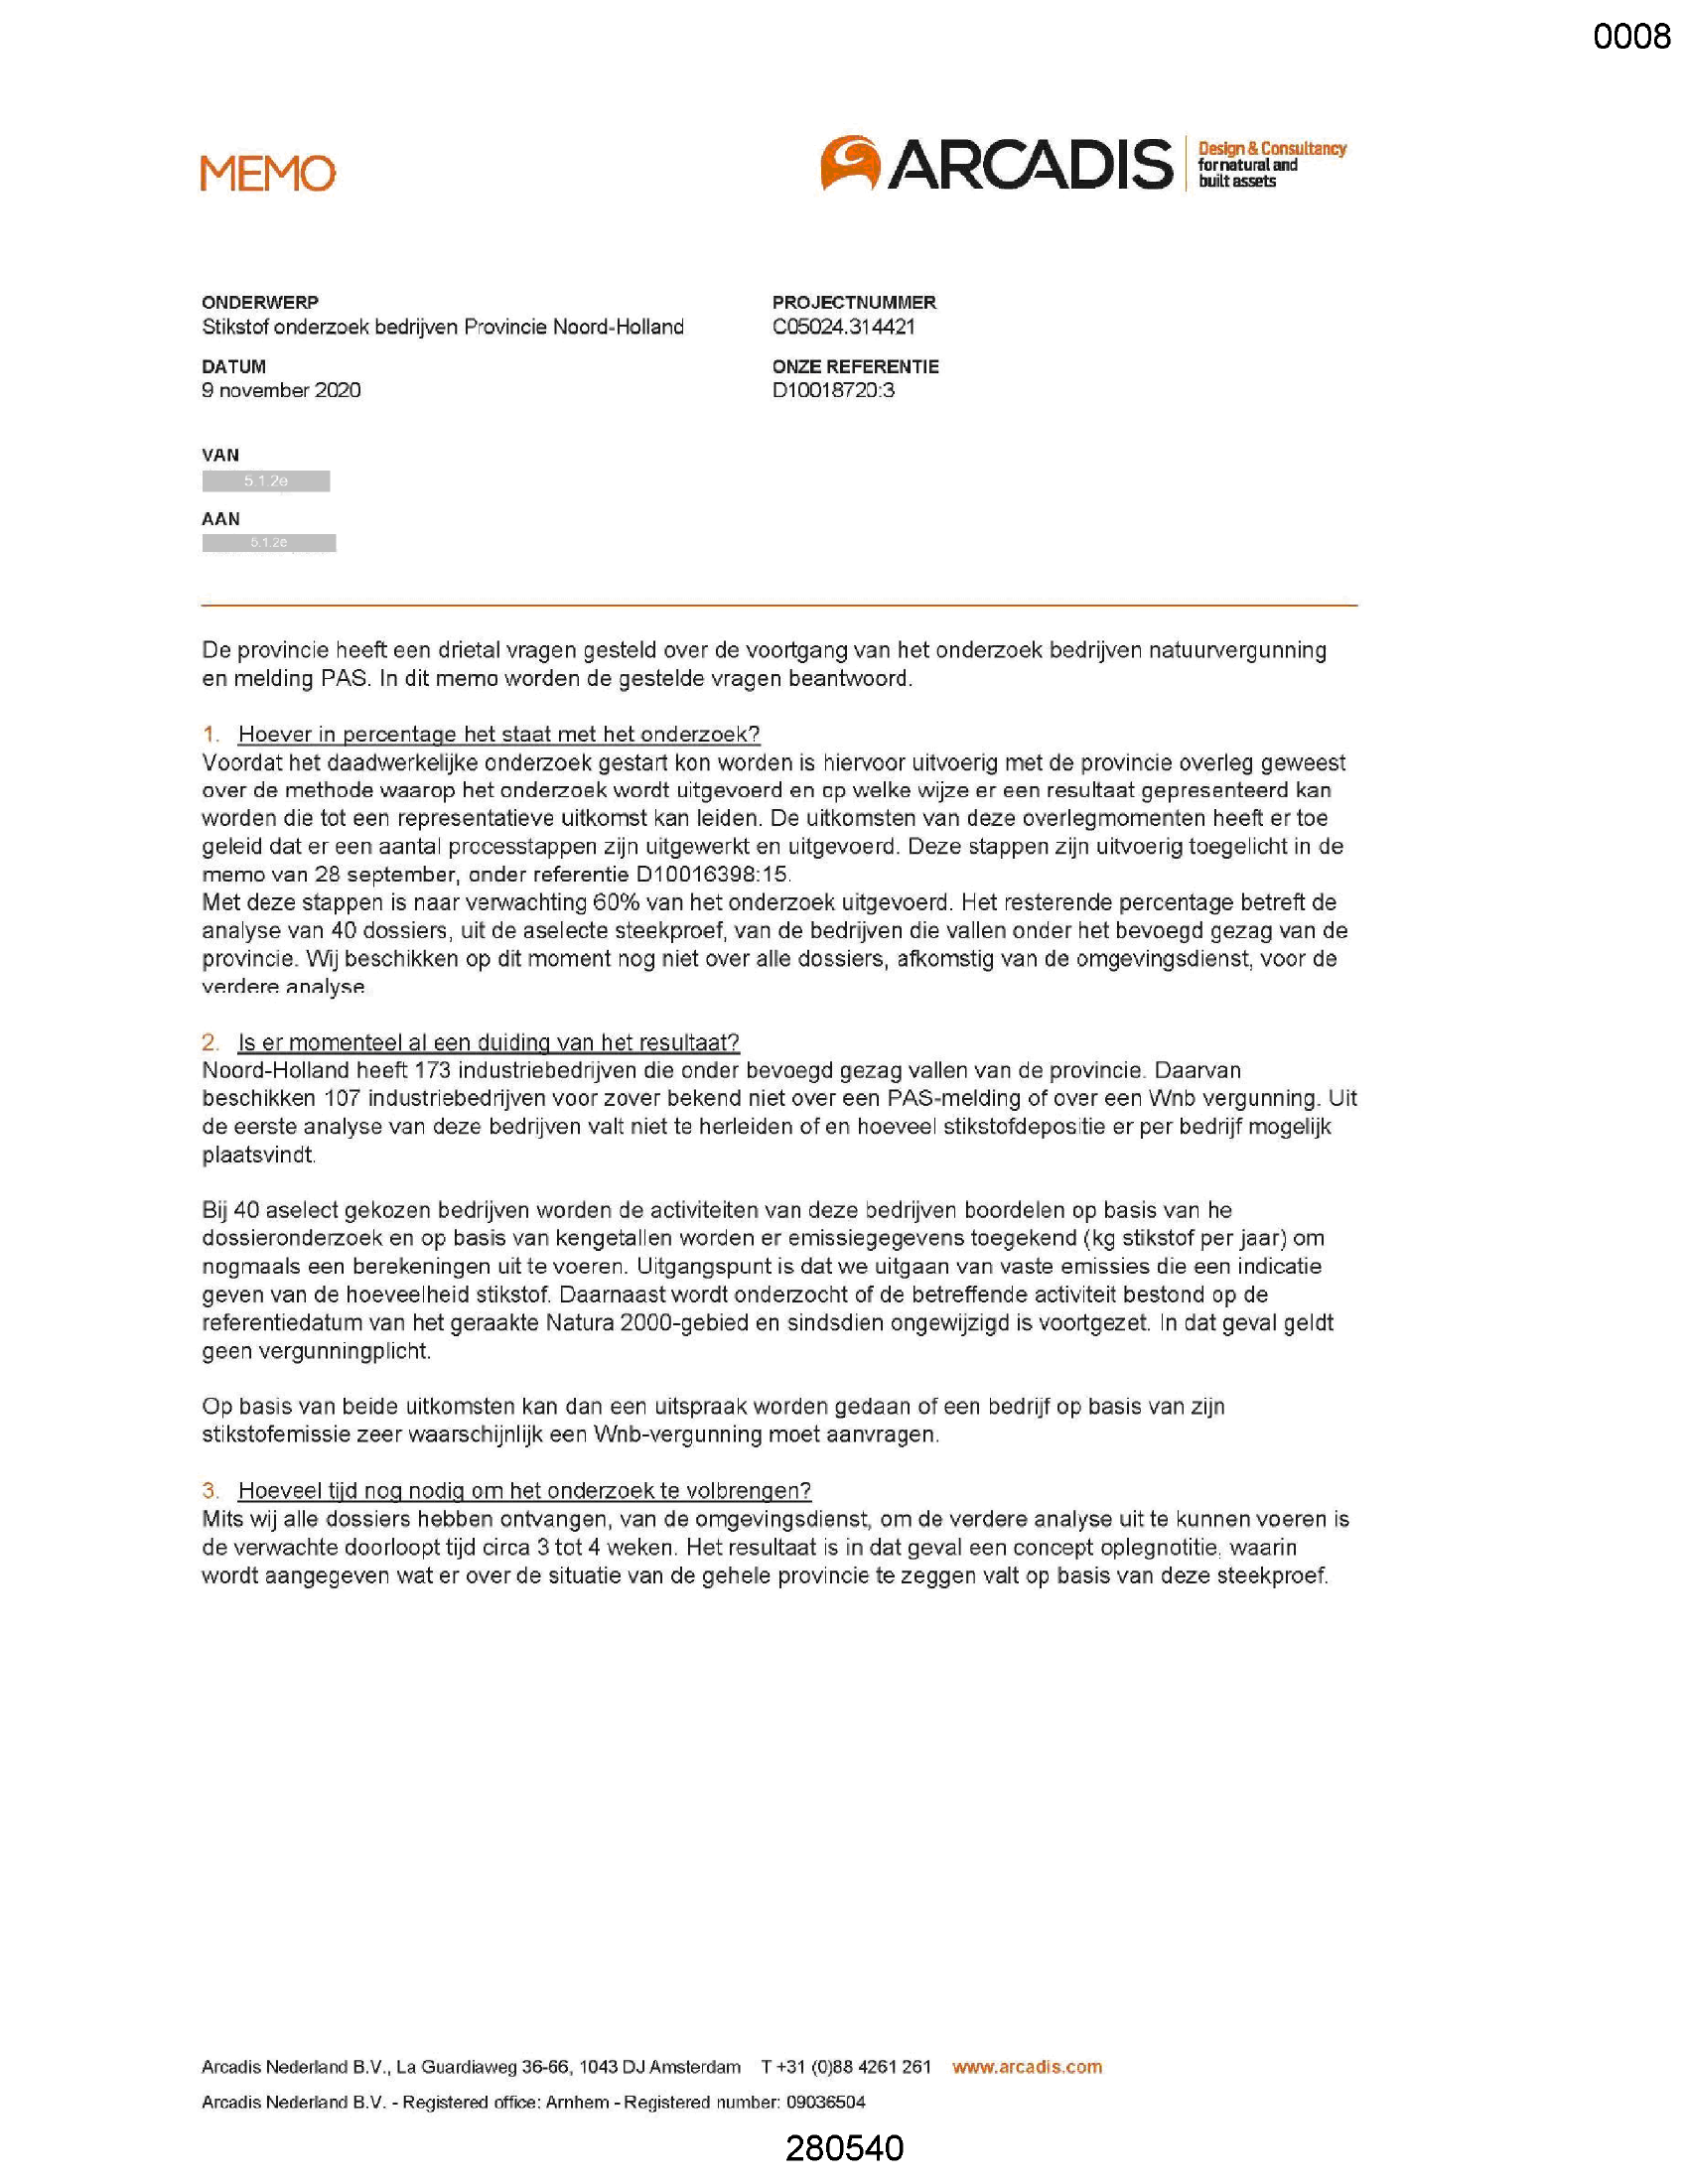 0008
MEMO
ARCADIS
Design & Consultancy
for natural and
built assets
ONDERWERP
Stikstof onderzoek bedrijven Provincie Noord-Holland
PROJECTNUMMER
C05024.314421
DATUM
9 november 2020
ONZE REFERENTIE
D10018720:3
VAN
5.1.2e
AAN
5.1.2e
De provincie heeft een drietal vragen gesteld over de voortgang van het onderzoek bedrijven natuurvergunning
en melding PAS. In dit memo worden de gestelde vragen beantwoord.
1. Hoever in percentage het staat met het onderzoek?
Voordat het daadwerkelijke onderzoek gestart kon worden is hiervoor uitvoerig met de provincie overleg geweest
over de methode waarop het onderzoek wordt uitgevoerd en op welke wijze er een resultaat gepresenteerd kan
worden die tot een representatieve uitkomst kan leiden. De uitkomsten van deze overlegmomenten heeft er toe
geleid dat er een aantal processtappen zijn uitgewerkt en uitgevoerd. Deze stappen zijn uitvoerig toegelicht in de
memo van 28 september, onder referentie D10016398:15.
Met deze stappen is naar verwachting 60% van het onderzoek uitgevoerd. Het resterende percentage betreft de
analyse van 40 dossiers, uit de aselecte steekproef, van de bedrijven die vallen onder het bevoegd gezag van de
provincie. Wij beschikken op dit moment nog niet over alle dossiers, afkomstig van de omgevingsdienst, voor de
verdere analyse
2. Is er momenteel al een duiding van het resultaat?
Noord-Holland heeft 173 industriebedrijven die onder bevoegd gezag vallen van de provincie. Daarvan
beschikken 107 industriebedrijven voor zover bekend niet over een PAS-melding of over een Wnb vergunning. Uit
de eerste analyse van deze bedrijven valt niet te herleiden of en hoeveel stikstofdepositie er per bedrijf mogelijk
plaatsvindt.
Bij 40 aselect gekozen bedrijven worden de activiteiten van deze bedrijven boordelen op basis van he
dossieronderzoek en op basis van kengetallen worden er emissiegegevens toegekend (kg stikstof per jaar) om
nogmaals een berekeningen uit te voeren. Uitgangspunt is dat we uitgaan van vaste emissies die een indicatie
geven van de hoeveelheid stikstof. Daarnaast wordt onderzocht of de betreffende activiteit bestond op de
referentiedatum van het geraakte Natura 2000-gebied en sindsdien ongewijzigd is voortgezet. In dat geval geldt
geen vergunningplicht.
Op basis van beide uitkomsten kan dan een uitspraak worden gedaan of een bedrijf op basis van zijn
stikstofemissie zeer waarschijnlijk een Wnb-vergunning moet aanvragen.
3. Hoeveel tijd nog nodig om het onderzoek te volbrengen?
Mits wij alle dossiers hebben ontvangen, van de omgevingsdienst, om de verdere analyse uit te kunnen voeren is
de verwachte doorloopt tijd circa 3 tot 4 weken. Het resultaat is in dat geval een concept oplegnotitie, waarin
wordt aangegeven wat er over de situatie van de gehele provincie te zeggen valt op basis van deze steekproef.
Arcadis Nederland B.V., La Guardiaweg 36-66, 1043 DJ Amsterdam T +31 (0)88 4261 261 www.arcadis.com
Arcadis Nederland B.V. - Registered office: Arnhem - Registered number: 09036504
280540